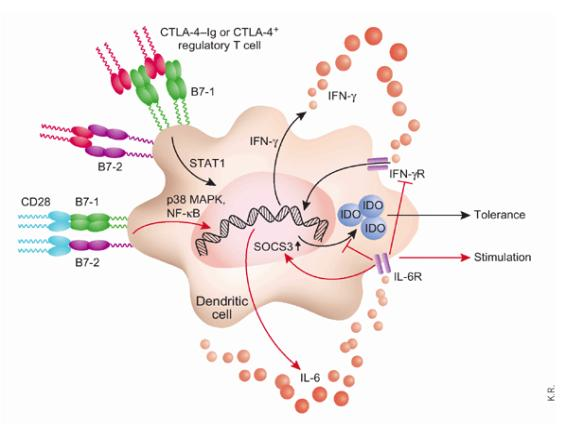 CTLA-4–Ig or CTLA-4⁺
regulatory T cell
B7-1
IFN-γ
B7-2
STAT1
IFN-γ
IFN-γR
CD28
B7-1
p38 MAPK,
NF-κB
IDO
IDO
IDO
Tolerance
SOCS3↑
B7-2
Stimulation
IL-6R
Dendritic
cell
IL-6
K.R.